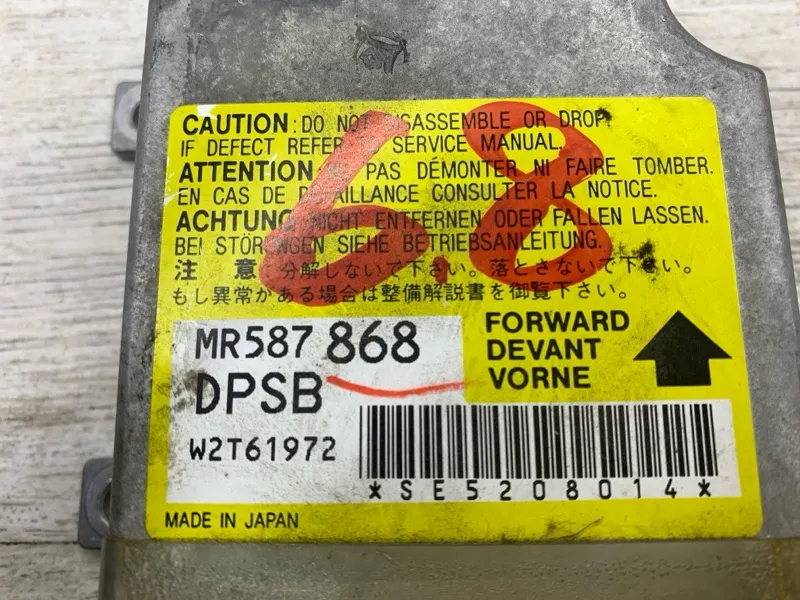 CAUTION: DO NOT DISASSEMBLE OR DROP.
IF DEFECT REFER SERVICE MANUAL.
ATTENTION PAS DÉMONTER NI FAIRE TOMBER.
EN CAS DE DÉFAILLANCE CONSULTER LA NOTICE.
ACHTUNG NICHT ENTFERNEN ODER FALLEN LASSEN.
BEI STÖRUNGEN SIEHE BETRIEBSANLEITUNG.
注 意 : 分解しないで下さい。落とさないで下さい。
もし異常がある場合は整備解説書を御覧下さい。
6.8
MR587 868
DPSB
W2T61972
FORWARD
DEVANT
VORNE
*SE5208014*
MADE IN JAPAN